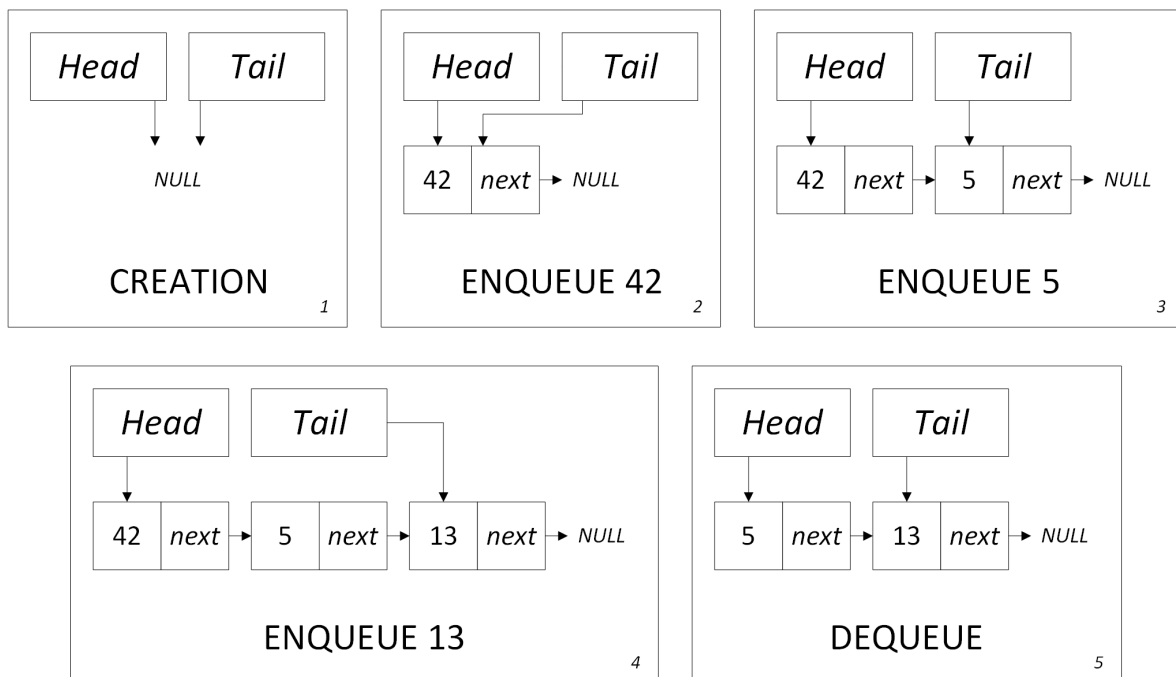 Head Tail
NULL
CREATION
1
Head Tail
42 next NULL
ENQUEUE 42
2
Head Tail
42 next 5 next NULL
ENQUEUE 5
3
Head Tail
42 next 5 next 13 next NULL
ENQUEUE 13
4
Head Tail
5 next 13 next NULL
DEQUEUE
5